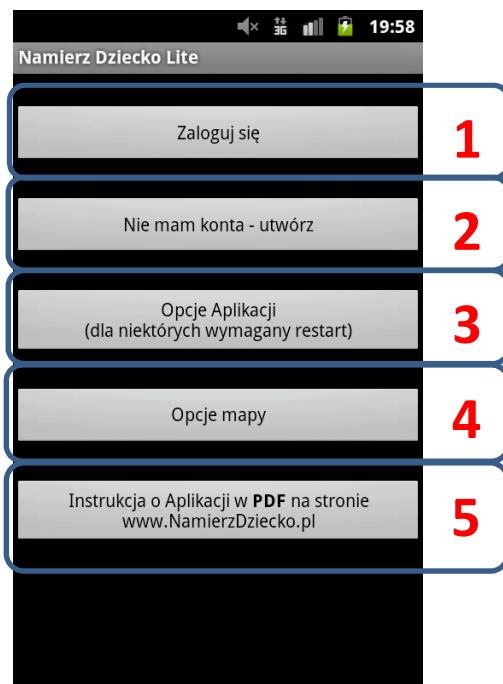 3G 19:58
Namierz Dziecko Lite
Zaloguj się
1
Nie mam konta - utwórz
2
Opcje Aplikacji
(dla niektórych wymagany restart)
3
Opcje mapy
4
Instrukcja o Aplikacji w PDF na stronie
www.NamierzDziecko.pl
5